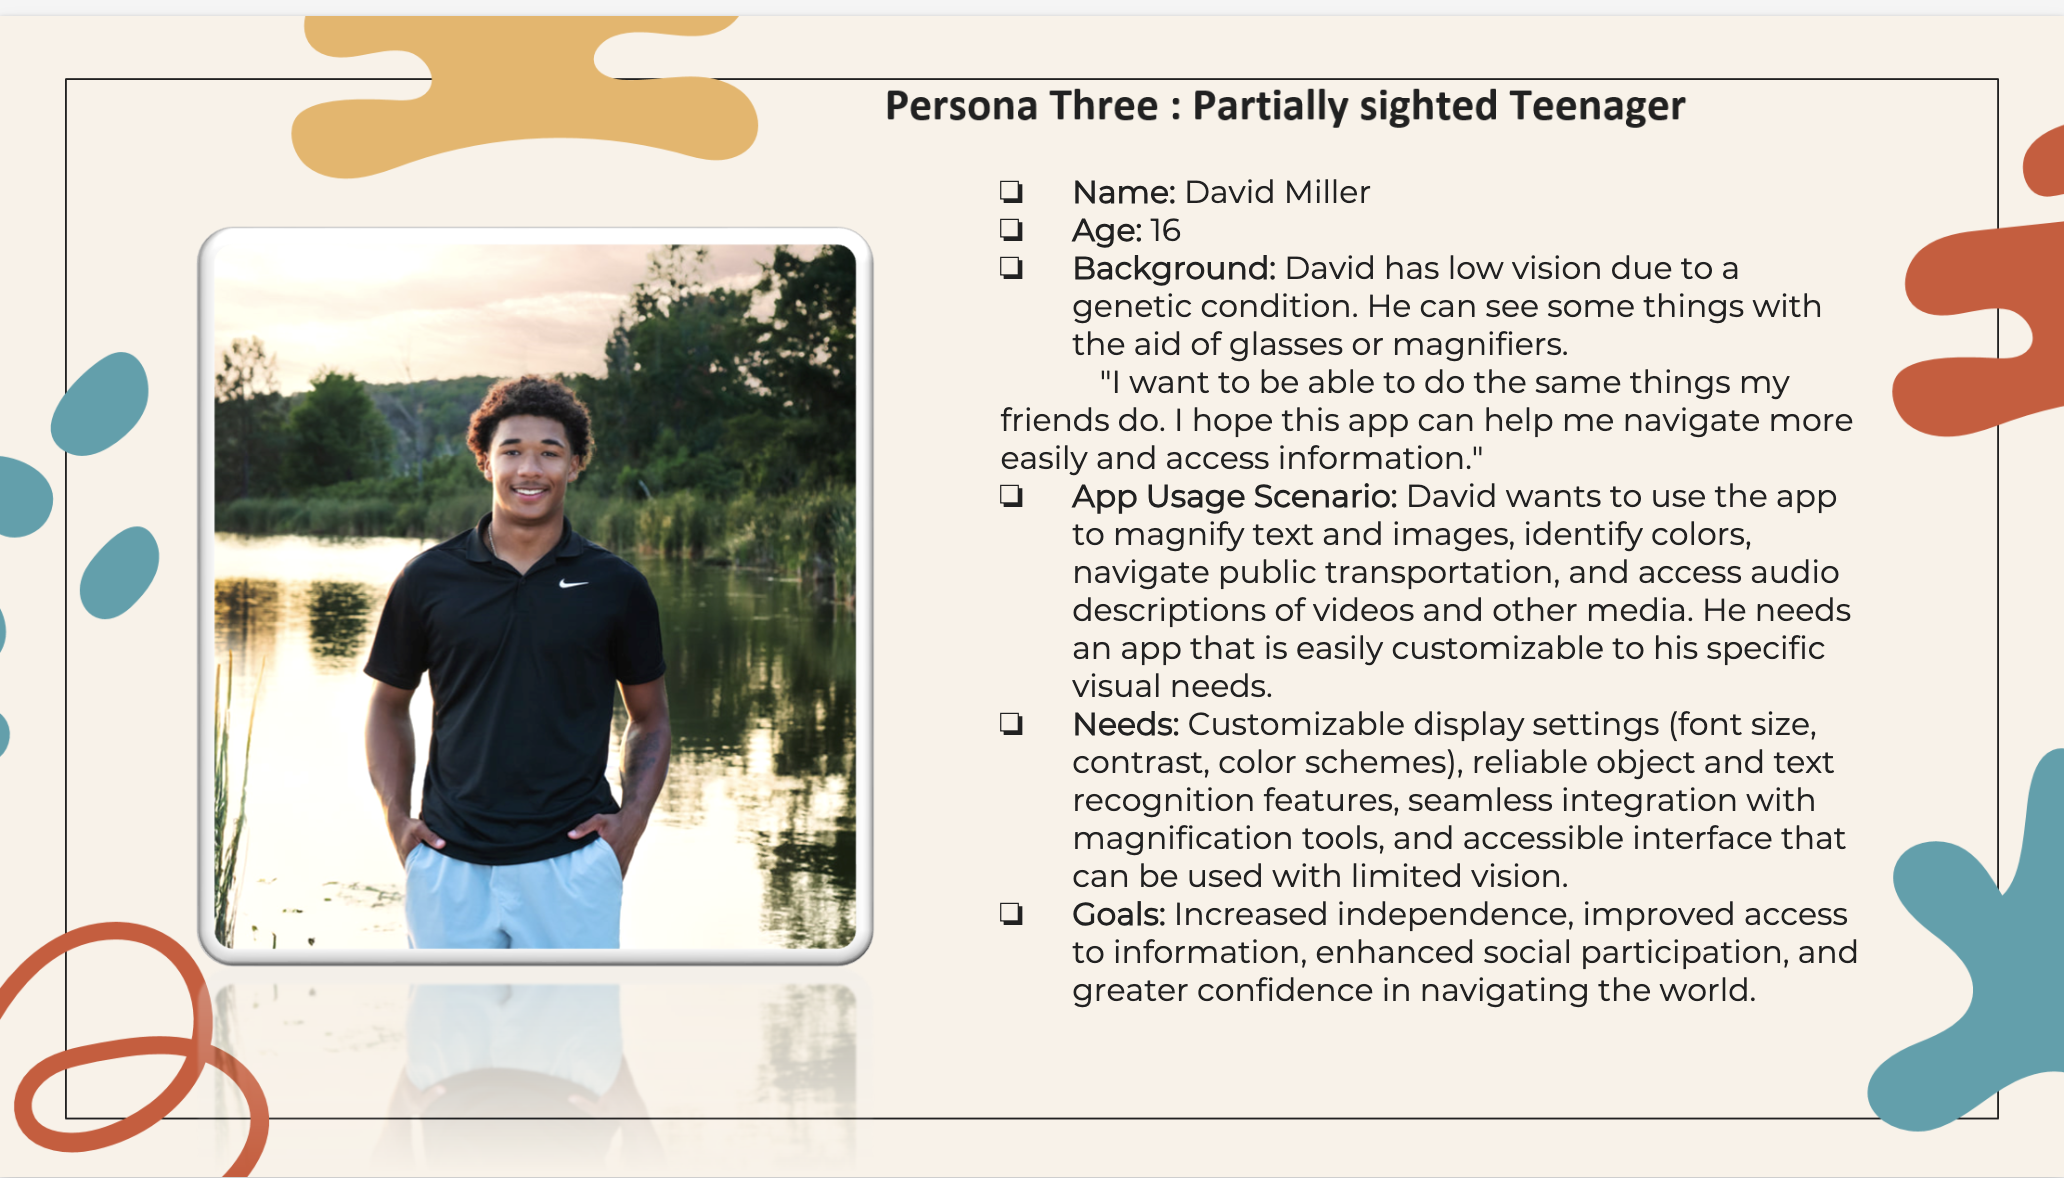 Persona Three : Partially sighted Teenager
❏ Name: David Miller
❏ Age: 16
❏ Background: David has low vision due to a
genetic condition. He can see some things with
the aid of glasses or magnifiers.
"I want to be able to do the same things my
friends do. I hope this app can help me navigate more
easily and access information."
❏ App Usage Scenario: David wants to use the app
to magnify text and images, identify colors,
navigate public transportation, and access audio
descriptions of videos and other media. He needs
an app that is easily customizable to his specific
visual needs.
❏ Needs: Customizable display settings (font size,
contrast, color schemes), reliable object and text
recognition features, seamless integration with
magnification tools, and accessible interface that
can be used with limited vision.
❏ Goals: Increased independence, improved access
to information, enhanced social participation, and
greater confidence in navigating the world.